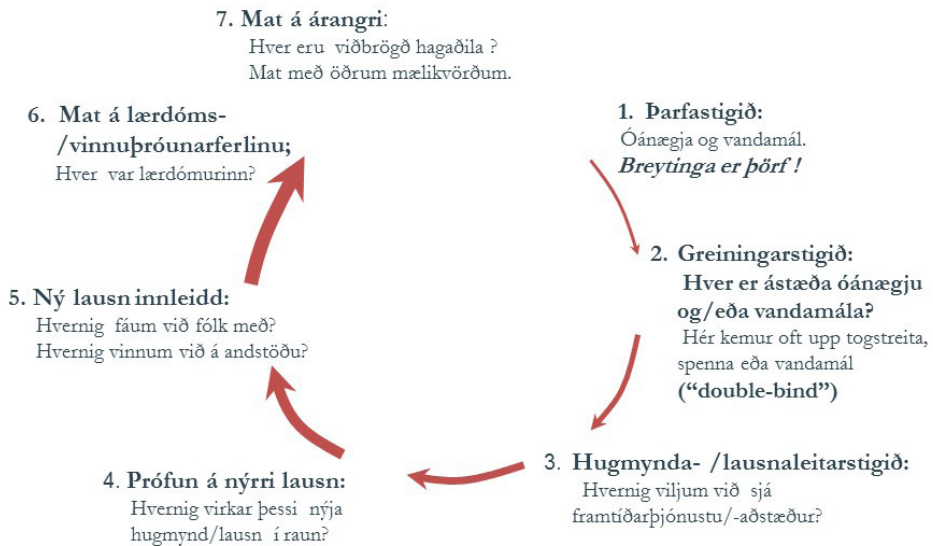 7. Mat á árangri:
Hver eru viðbrögð hagaðila ?
Mat með öðrum mælikvörðum.
1. Þarfastigið:
Óánægja og vandamál.
Breytinga er þörf !
2. Greiningarstigið:
Hver er ástæða óánægju
og/eða vandamála?
Hér kemur oft upp togstreita,
spenna eða vandamál
(“double-bind”)
3. Hugmynda- /lausnaleitarstigið:
Hvernig viljum við sjá
framtíðarþjónustu/-aðstæður?
4. Prófun á nýrri lausn:
Hvernig virkar þessi nýja
hugmynd/lausn í raun?
5. Ný lausn innleidd:
Hvernig fáum við fólk með?
Hvernig vinnum við á andstöðu?
6. Mat á lærdóms-
/vinnuþróunarferlinu;
Hver var lærdómurinn?